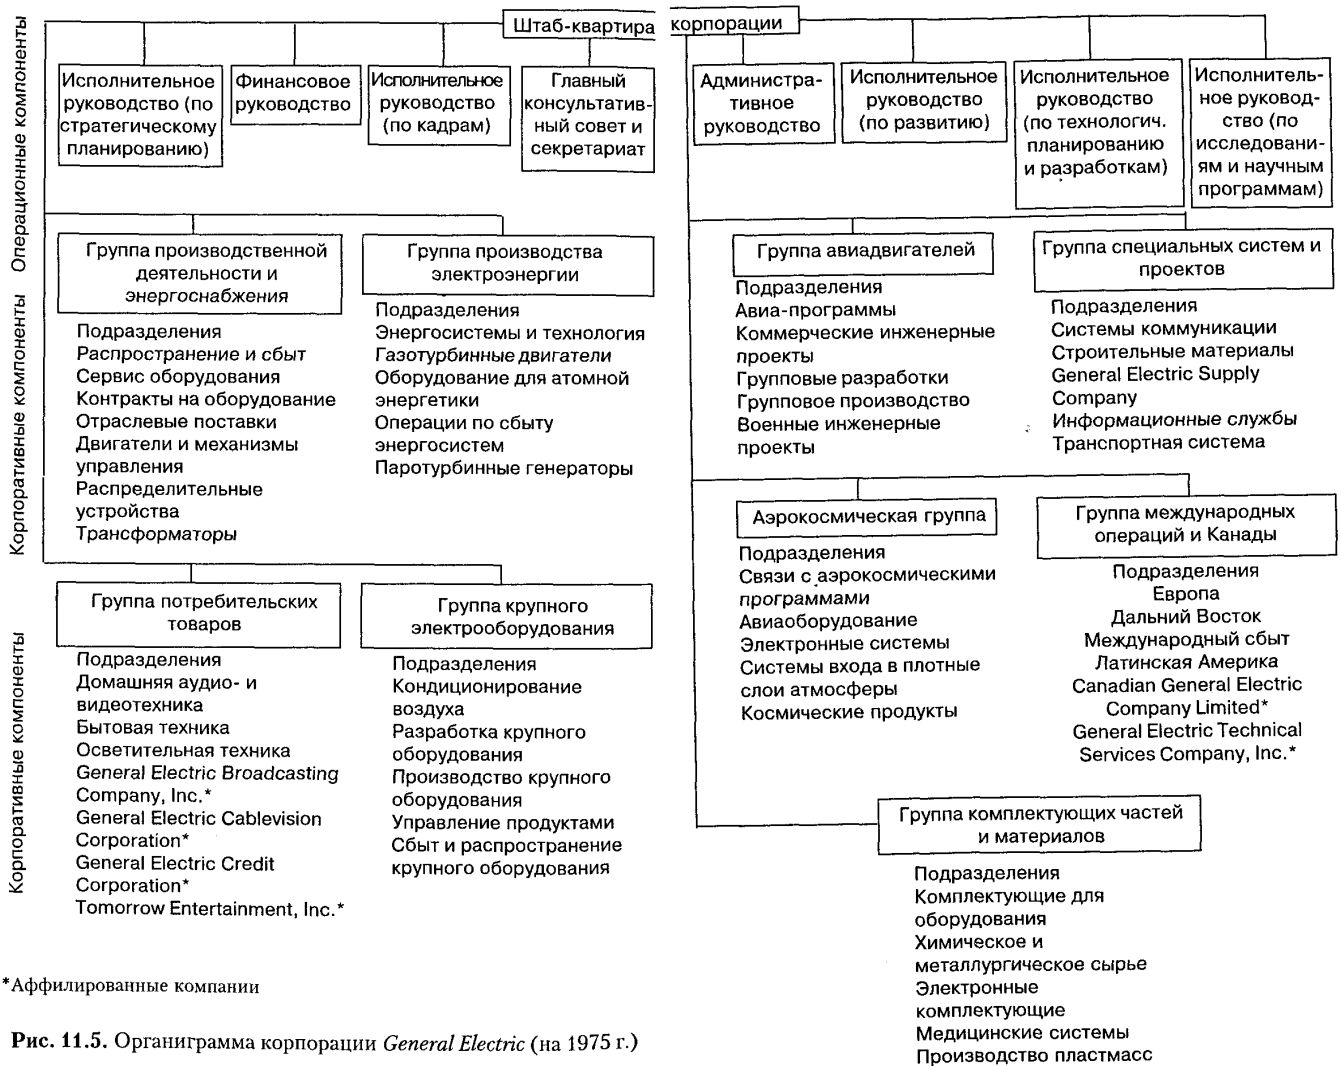 Штаб-квартира корпорации
Операционные компоненты
Исполнительное
руководство (по
стратегическому
планированию)
Финансовое
руководство
Исполнительное
руководство
(по кадрам)
Главный
консультатив-
ный совет и
секретариат
Администра-
тивное
руководство
Исполнительное
руководство
(по развитию)
Исполнительное
руководство
(по технологич.
планированию
и разработкам)
Исполнитель-
ное руковод-
ство (по
исследовани-
ям и научным
программам)
Корпоративные компоненты
Группа производственной
деятельности и
энергоснабжения
Подразделения
Распространение и сбыт
Сервис оборудования
Контракты на оборудование
Отраслевые поставки
Двигатели и механизмы
управления
Распределительные
устройства
Трансформаторы
Группа производства
электроэнергии
Подразделения
Энергосистемы и технология
Газотурбинные двигатели
Оборудование для атомной
энергетики
Операции по сбыту
энергосистем
Паротурбинные генераторы
Группа авиадвигателей
Подразделения
Авиа-программы
Коммерческие инженерные
проекты
Групповые разработки
Групповое производство
Военные инженерные
проекты
Группа специальных систем и
проектов
Подразделения
Системы коммуникации
Строительные материалы
General Electric Supply
Company
Информационные службы
Транспортная система
Корпоративные компоненты
Группа потребительских
товаров
Подразделения
Домашняя аудио- и
видеотехника
Бытовая техника
Осветительная техника
General Electric Broadcasting
Company, Inc.*
General Electric Cablevision
Corporation*
General Electric Credit
Corporation*
Tomorrow Entertainment, Inc.*
Группа крупного
электрооборудования
Подразделения
Кондиционирование
воздуха
Разработка крупного
оборудования
Производство крупного
оборудования
Управление продуктами
Сбыт и распространение
крупного оборудования
Аэрокосмическая группа
Подразделения
Связи с аэрокосмическими
программами
Авиаоборудование
Электронные системы
Системы входа в плотные
слои атмосферы
Космические продукты
Группа международных
операций и Канады
Подразделения
Европа
Дальний Восток
Международный сбыт
Латинская Америка
Canadian General Electric
Company Limited*
General Electric Technical
Services Company, Inc.*
Группа комплектующих частей
и материалов
Подразделения
Комплектующие для
оборудования
Химическое и
металлургическое сырье
Электронные
комплектующие
Медицинские системы
Производство пластмасс
*Аффилированные компании
Рис. 11.5. Органиграмма корпорации General Electric (на 1975 г.)